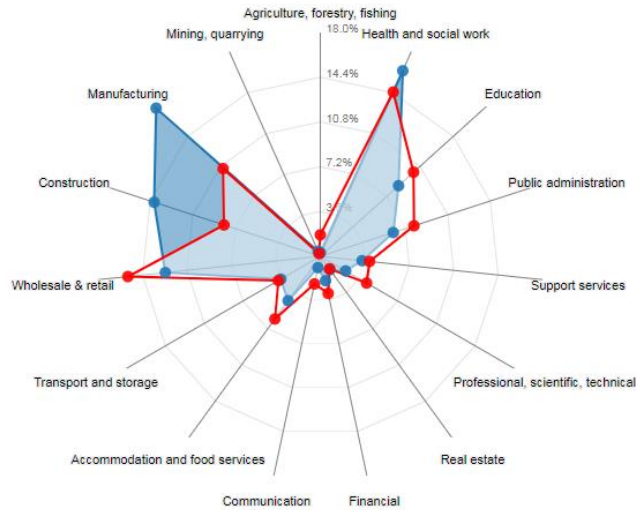 Agriculture, forestry, fishing
18.0%
Mining, quarrying
Health and social work
14.4%
Manufacturing
Education
10.8%
7.2%
Construction
Public administration
Wholesale & retail
Support services
Transport and storage
Professional, scientific, technical
Accommodation and food services
Real estate
Communication
Financial